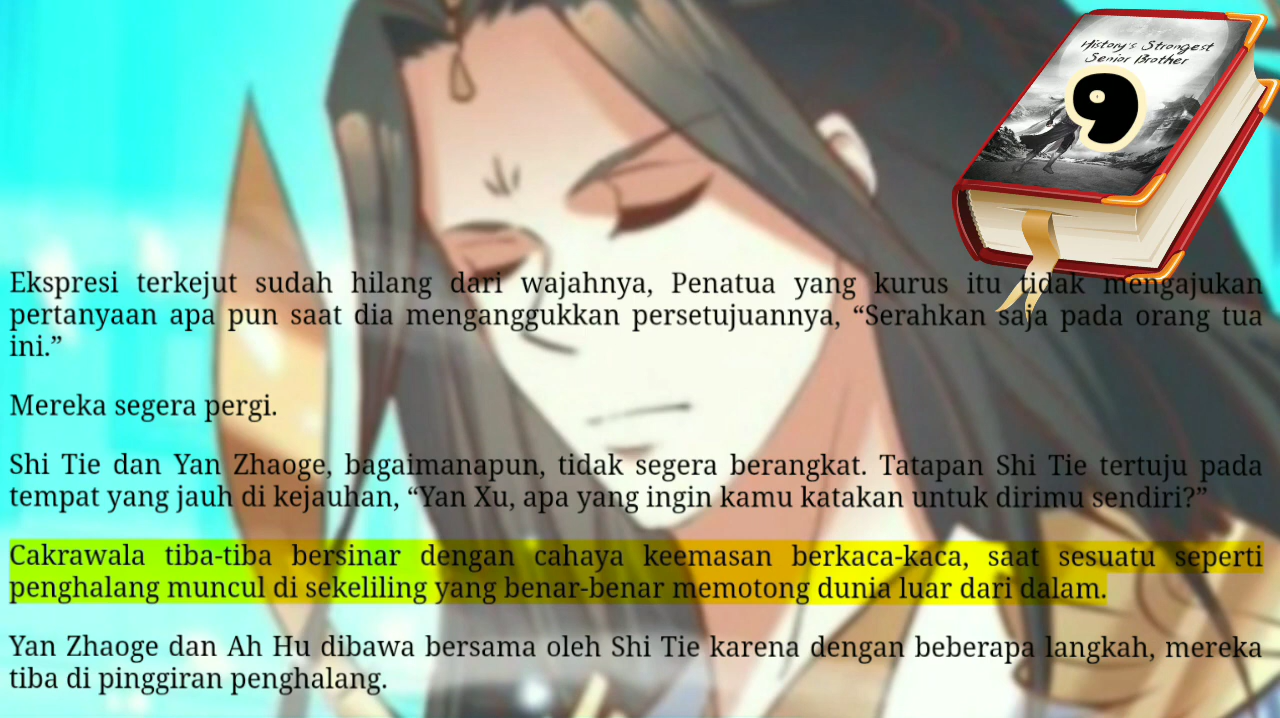 History's Strongest
Senior Brother
9
Ekspresi terkejut sudah hilang dari wajahnya, Penatua yang kurus itu tidak mengajukan
pertanyaan apa pun saat dia menganggukkan persetujuannya, “Serahkan saja pada orang tua
ini.”
Mereka segera pergi.
Shi Tie dan Yan Zhaoge, bagaimanapun, tidak segera berangkat. Tatapan Shi Tie tertuju pada
tempat yang jauh di kejauhan, “Yan Xu, apa yang ingin kamu katakan untuk dirimu sendiri?”
Cakrawala tiba-tiba bersinar dengan cahaya keemasan berkaca-kaca, saat sesuatu seperti
penghalang muncul di sekeliling yang benar-benar memotong dunia luar dari dalam.
Yan Zhaoge dan Ah Hu dibawa bersama oleh Shi Tie karena dengan beberapa langkah, mereka
tiba di pinggiran penghalang.